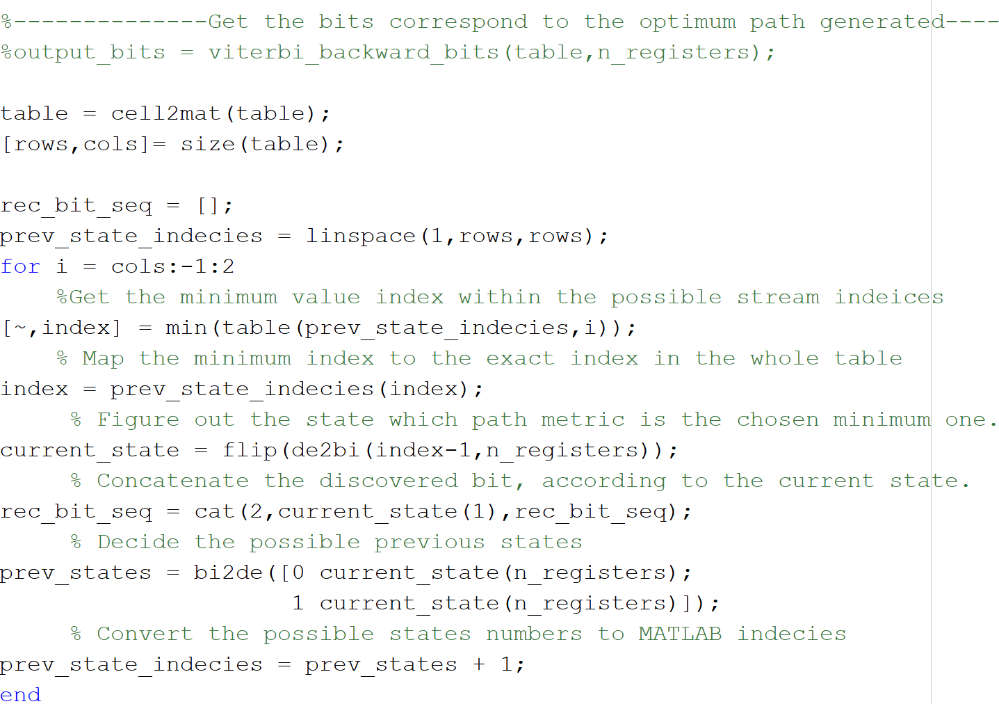 %--------------Get the bits correspond to the optimum path generated----
%output_bits = viterbi_backward_bits(table,n_registers);
table = cell2mat(table);
[rows,cols]= size(table);
rec_bit_seq = [];
prev_state_indecies = linspace(1,rows,rows);
for i = cols:-1:2
%Get the minimum value index within the possible stream indeices
[~,index] = min(table(prev_state_indecies,i));
% Map the minimum index to the exact index in the whole table
index = prev_state_indecies(index);
% Figure out the state which path metric is the chosen minimum one.
current_state = flip(de2bi(index-1,n_registers));
% Concatenate the discovered bit, according to the current state.
rec_bit_seq = cat(2,current_state(1),rec_bit_seq);
% Decide the possible previous states
prev_states = bi2de([0 current_state(n_registers);
1 current_state(n_registers)]);
% Convert the possible states numbers to MATLAB indecies
prev_state_indecies = prev_states + 1;
end